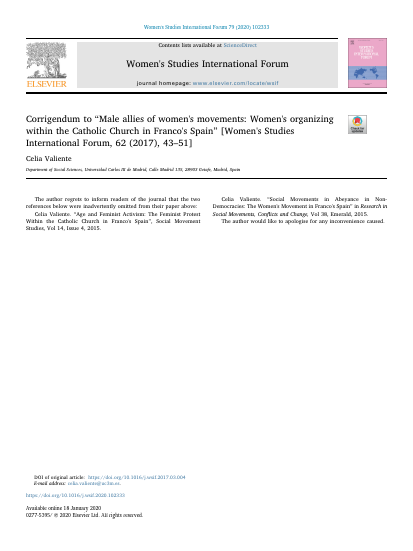 Women's Studies International Forum 79 (2020) 102333
Contents lists available at ScienceDirect
Women's Studies International Forum
journal homepage: www.elsevier.com/locate/wsif
ELSEVIER
Corrigendum to “Male allies of women's movements: Women's organizing
within the Catholic Church in Franco's Spain” [Women's Studies
International Forum, 62 (2017), 43–51]
Check for
updates
Celia Valiente
Department of Social Sciences, Universidad Carlos III de Madrid, Calle Madrid 135, 28903 Getafe, Madrid, Spain
The author regrets to inform readers of the journal that the two
references below were inadvertently omitted from their paper above:
Celia Valiente. “Age and Feminist Activism: The Feminist Protest
Within the Catholic Church in Franco's Spain”, Social Movement
Studies, Vol 14, Issue 4, 2015.
Celia Valiente. “Social Movements in Abeyance in Non-
Democracies: The Women's Movement in Franco's Spain” in Research in
Social Movements, Conflicts and Change, Vol 38, Emerald, 2015.
The author would like to apologise for any inconvenience caused.
DOI of original article: https://doi.org/10.1016/j.wsif.2017.03.004
E-mail address: celia.valiente@uc3m.es.
https://doi.org/10.1016/j.wsif.2020.102333
Available online 18 January 2020
0277-5395/ © 2020 Elsevier Ltd. All rights reserved.